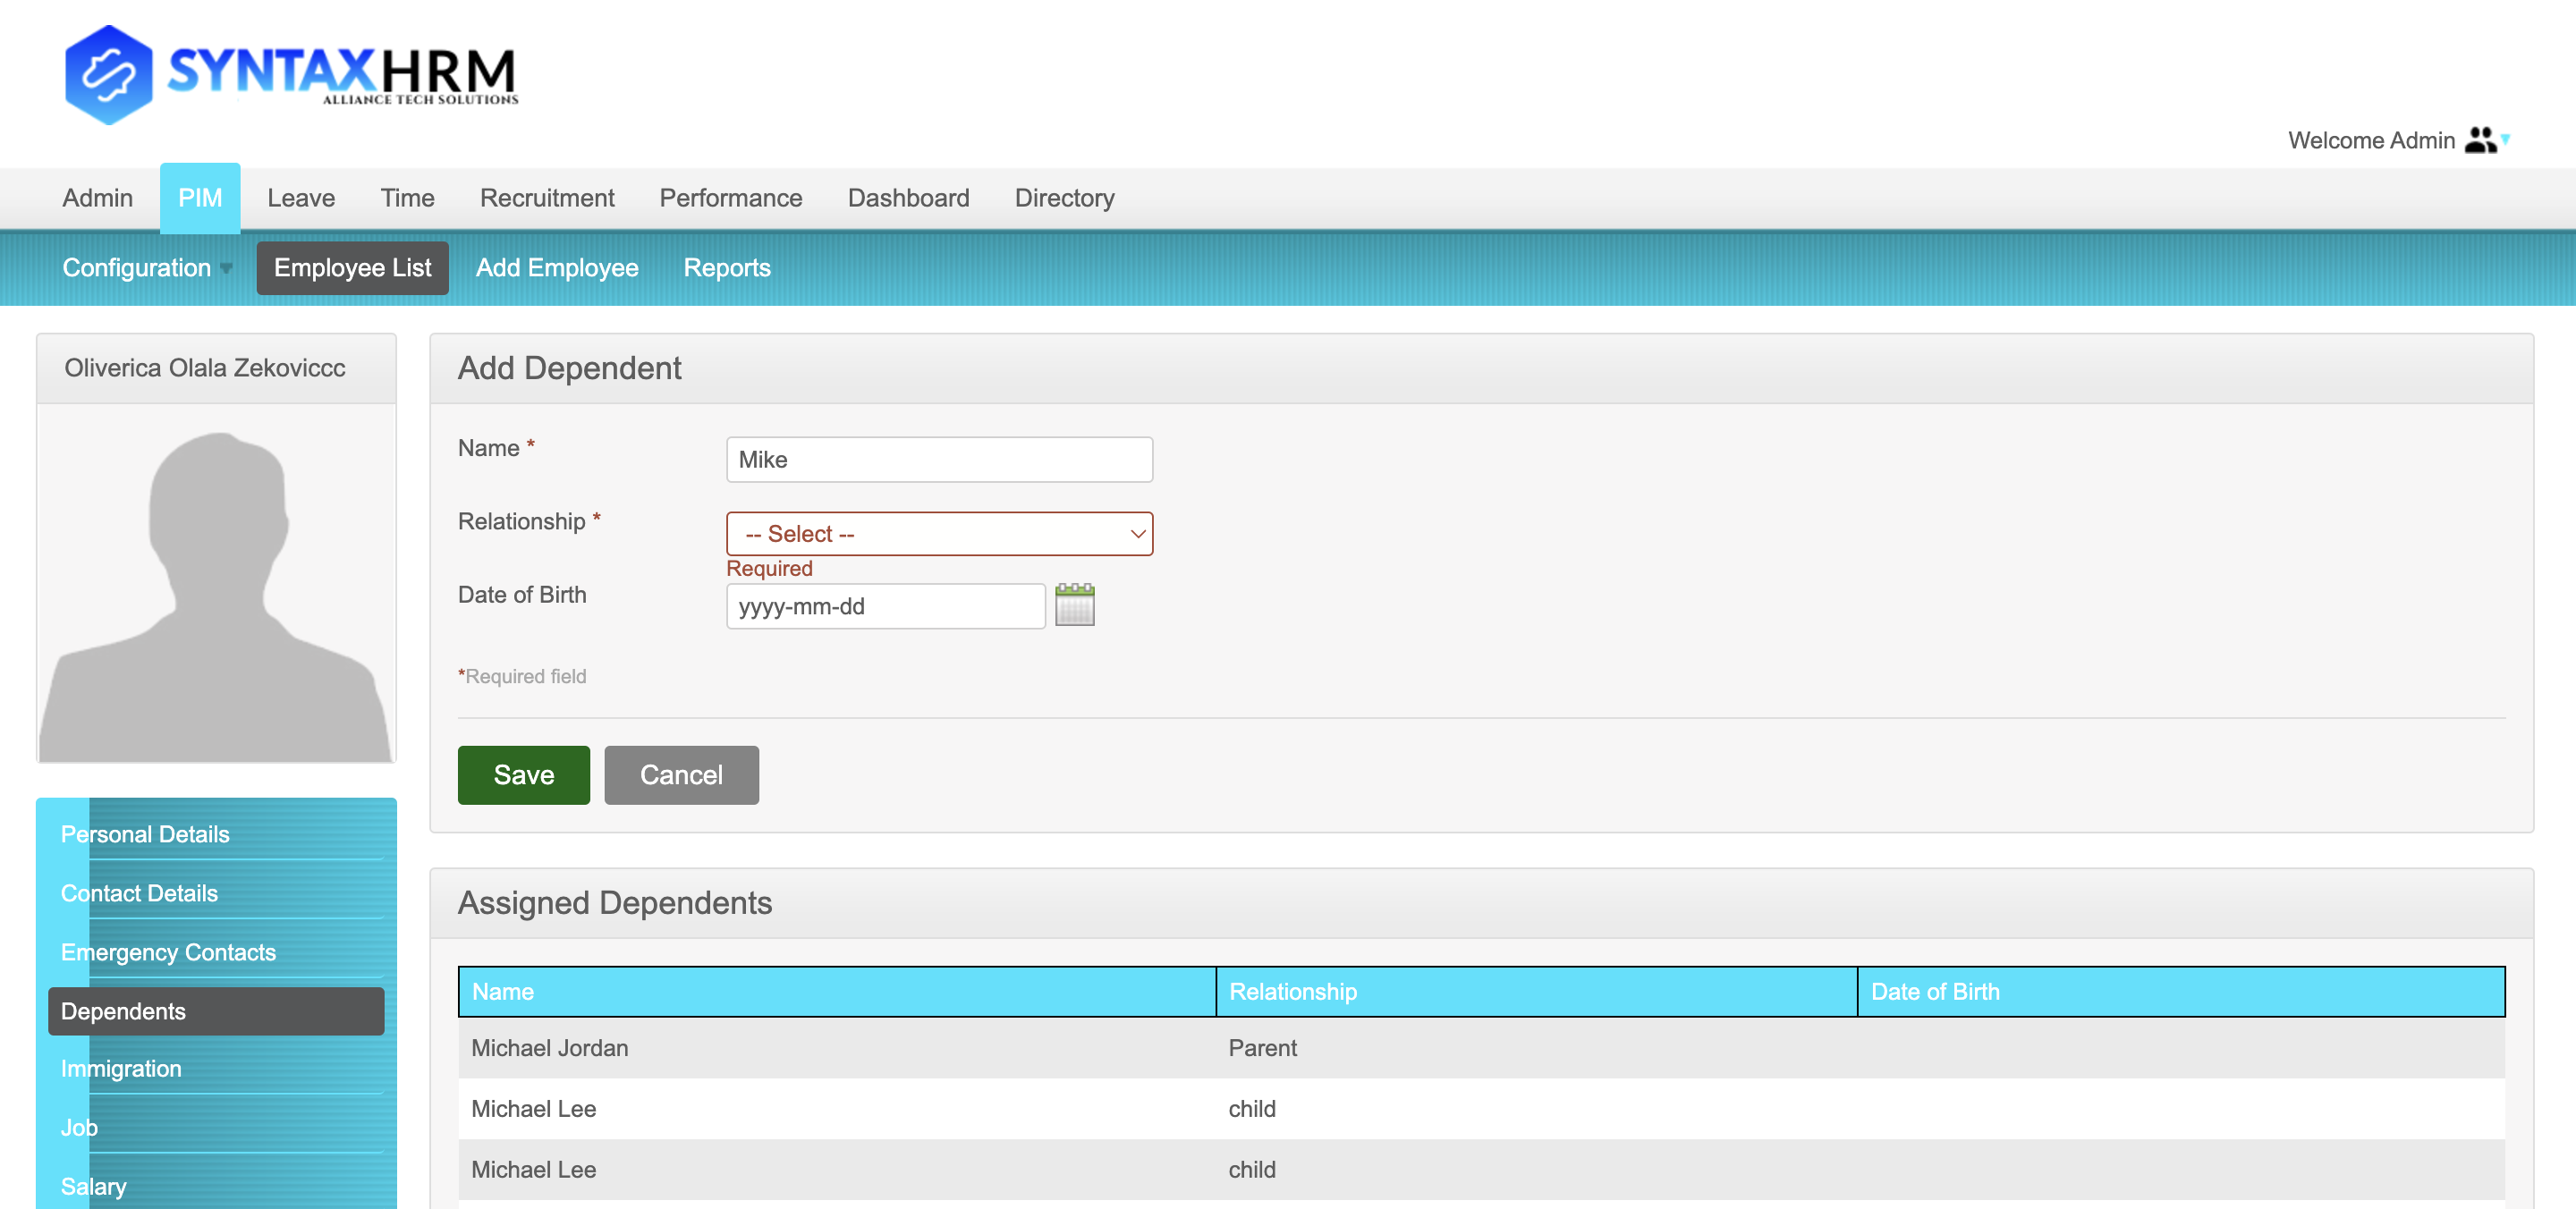 SYNTAXHRM
ALLIANCE TECH SOLUTIONS
Welcome Admin
Admin PIM Leave Time Recruitment Performance Dashboard Directory
Configuration Employee List Add Employee Reports
Oliverica Olala Zekoviccc
Add Dependent
Name *
Mike
Relationship *
-- Select --
Required
Date of Birth
yyyy-mm-dd
*Required field
Save Cancel
Personal Details
Contact Details
Emergency Contacts
Dependents
Immigration
Job
Salary
Assigned Dependents
Name Relationship Date of Birth
Michael Jordan Parent
Michael Lee child
Michael Lee child